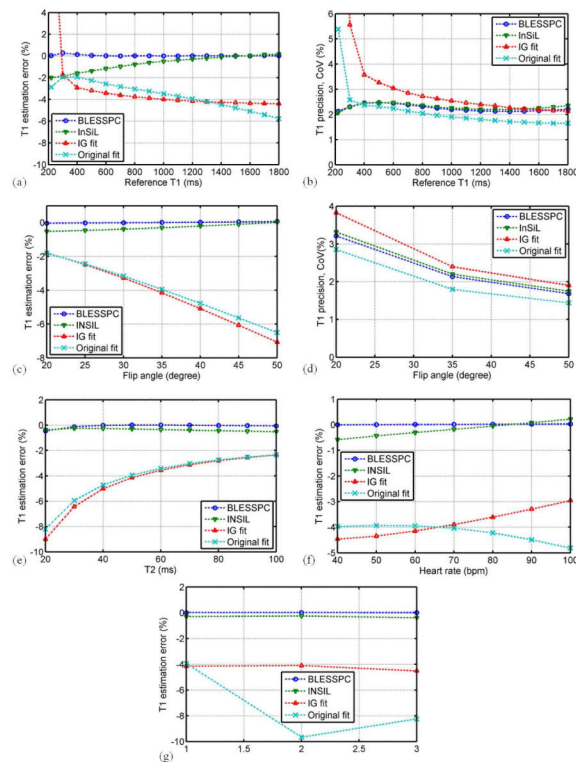 4
2
0
-2
-4
-6
-8
-10
T1 estimation error (%)
200 400 600 800 1000 1200 1400 1600 1800
Reference T1 (ms)
BLESSPC
InSiL
IG fit
Original fit
(a)
6
5
4
3
2
1
0
T1 precision, CoV (%)
200 400 600 800 1000 1200 1400 1600 1800
Reference T1 (ms)
BLESSPC
InSiL
IG fit
Original fit
(b)
2
0
-2
-4
-6
-8
T1 estimation error (%)
20 25 30 35 40 45 50
Flip angle (degree)
BLESSPC
INSIL
IG fit
Original fit
(c)
4
3
2
1
0
T1 precision, CoV(%)
20 25 30 35 40 45 50
Flip angle (degree)
BLESSPC
InSiL
IG fit
Original fit
(d)
2
0
-2
-4
-6
-8
-10
T1 estimation error (%)
20 30 40 50 60 70 80 90 100
T2 (ms)
BLESSPC
INSIL
IG fit
Original fit
(e)
1
0
-1
-2
-3
-4
-5
-6
T1 estimation error (%)
40 50 60 70 80 90 100
Heart rate (bpm)
BLESSPC
INSIL
IG fit
Original fit
(f)
2
0
-2
-4
-6
-8
-10
T1 estimation error (%)
1 1.5 2 2.5 3
BLESSPC
INSIL
IG fit
Original fit
(g)